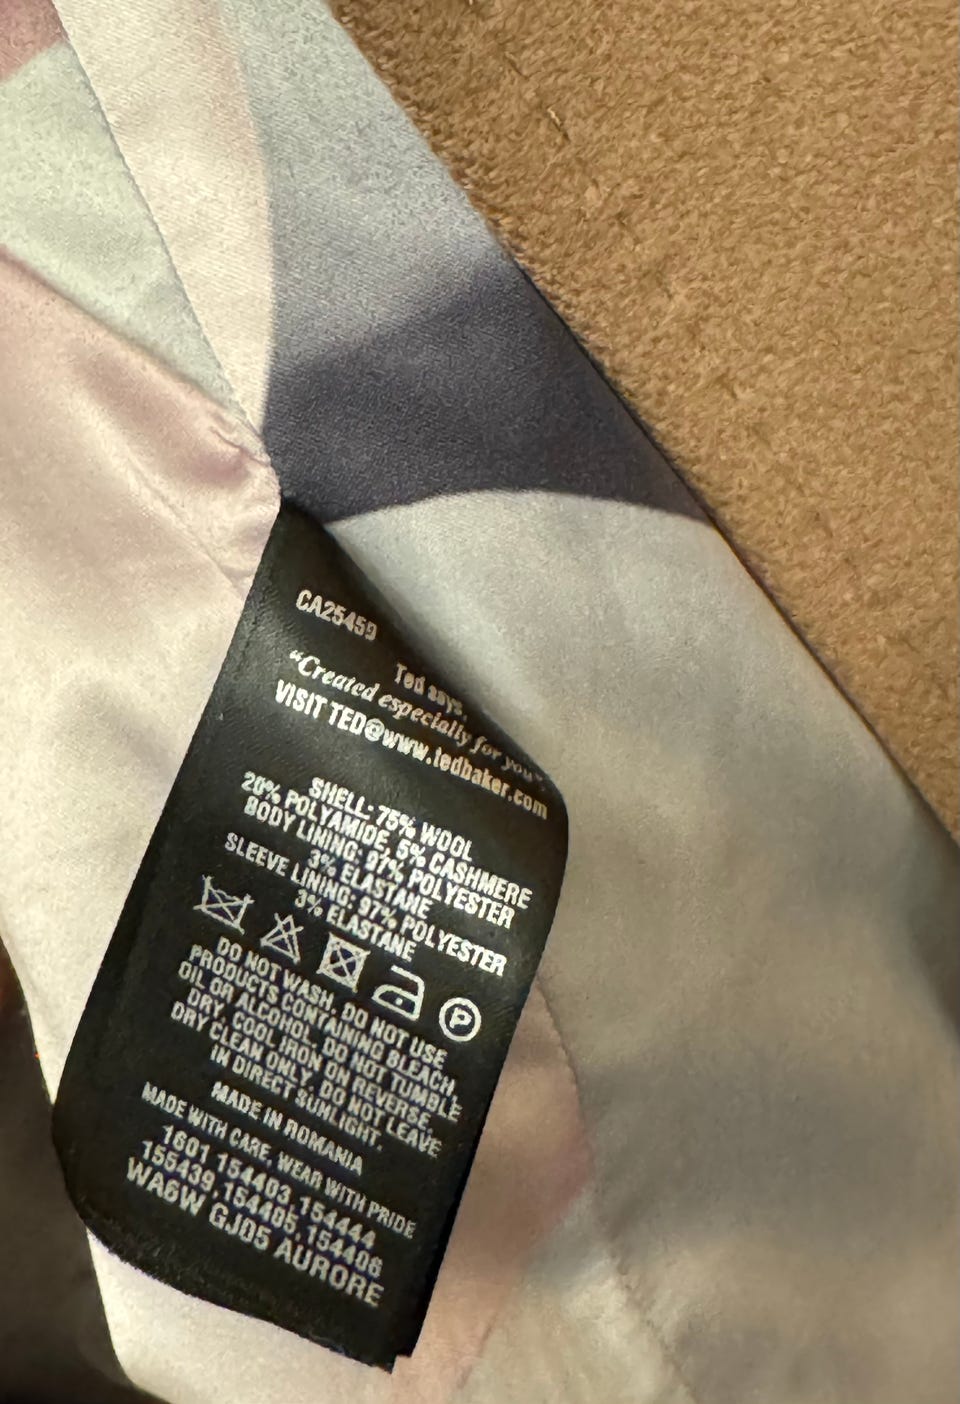 CA25459
Ted says,
"Created especially for you".
VISIT TED@www.tedbaker.com
SHELL: 75% WOOL
20% POLYAMIDE, 5% CASHMERE
BODY LINING: 97% POLYESTER
3% ELASTANE
SLEEVE LINING: 97% POLYESTER
3% ELASTANE
P
DO NOT WASH, DO NOT USE
PRODUCTS CONTAINING BLEACH,
OIL OR ALCOHOL, DO NOT TUMBLE
DRY, COOL IRON ON REVERSE,
DRY CLEAN ONLY, DO NOT LEAVE
IN DIRECT SUNLIGHT.
MADE IN ROMANIA
MADE WITH CARE, WEAR WITH PRIDE
1601 154403,154444
155439,154405,154406
WA6W GJ05 AURORE